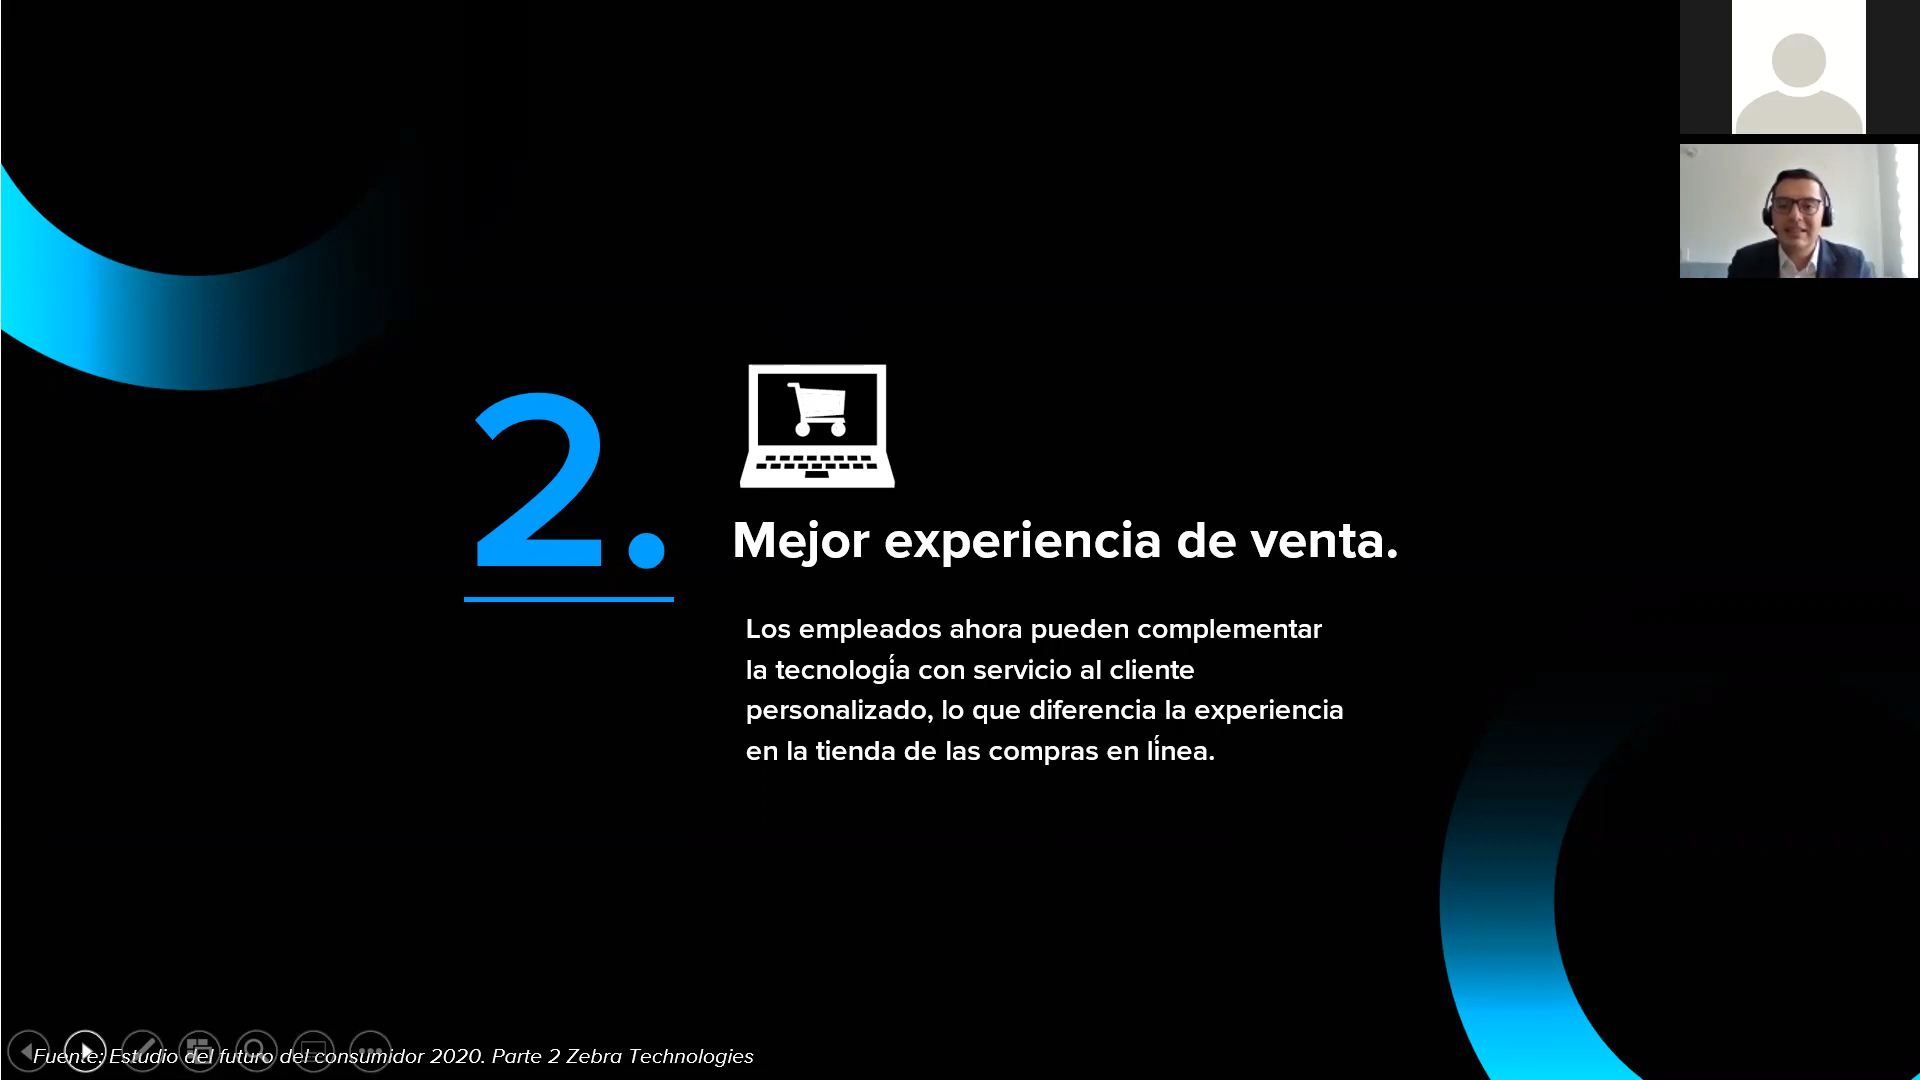 2.
Mejor experiencia de venta.
Los empleados ahora pueden complementar
la tecnología con servicio al cliente
personalizado, lo que diferencia la experiencia
en la tienda de las compras en línea.
Fuente: Estudio del futuro del consumidor 2020. Parte 2 Zebra Technologies